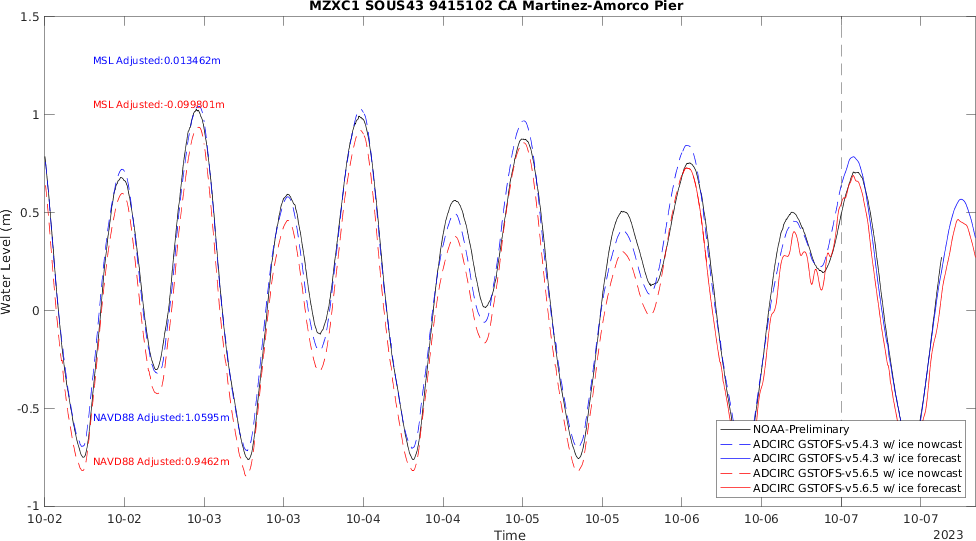 MZXC1 SOUS43 9415102 CA Martinez-Amorco Pier
1.5
MSL Adjusted:0.013462m
MSL Adjusted:-0.099801m
1
0.5
Water Level (m)
0
-0.5
NAVD88 Adjusted:1.0595m
NAVD88 Adjusted:0.9462m
NOAA-Preliminary
ADCIRC GSTOFS-v5.4.3 w/ ice nowcast
ADCIRC GSTOFS-v5.4.3 w/ ice forecast
ADCIRC GSTOFS-v5.6.5 w/ ice nowcast
ADCIRC GSTOFS-v5.6.5 w/ ice forecast
-1
10-02 10-02 10-03 10-03 10-04 10-04 10-05 10-05 10-06 10-06 10-07 10-07
Time
2023